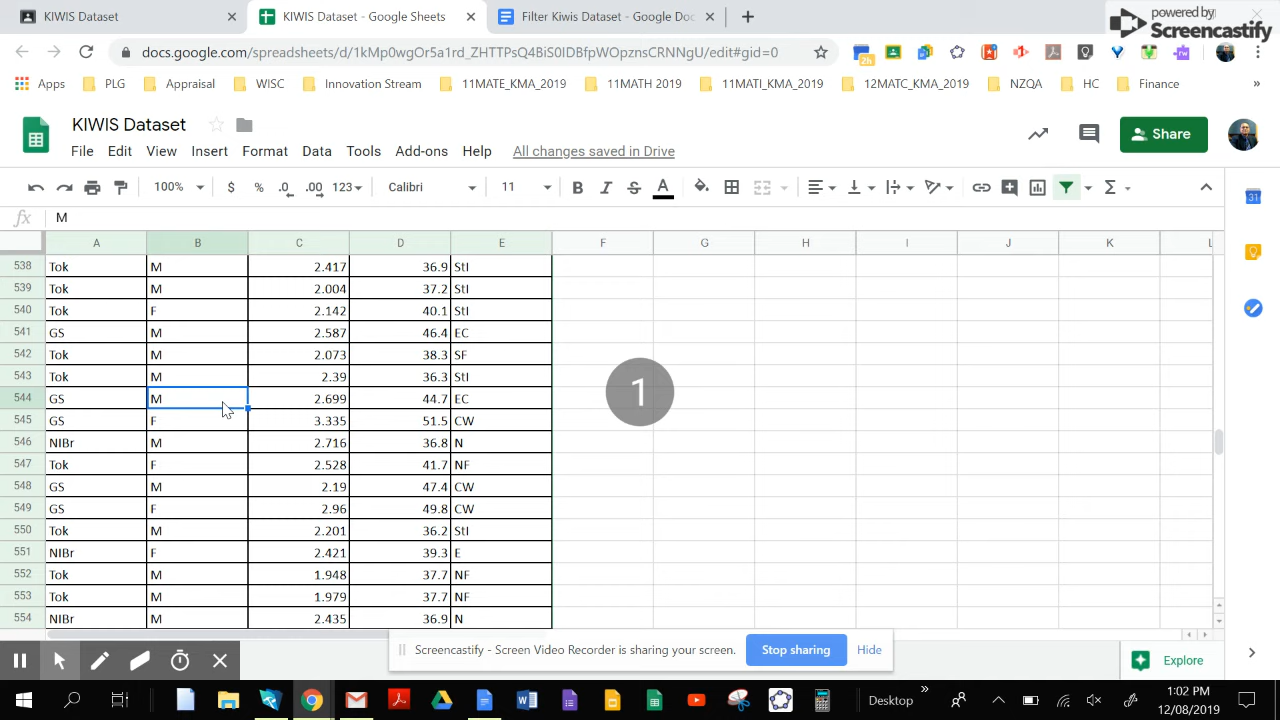 KIWIS Dataset
KIWIS Dataset - Google Sheets
Filter Kiwis Dataset - Google Doc
powered by
Screencastify
docs.google.com/spreadsheets/d/1kMp0wgOr5a1rd_ZHTTPsS4BiStDBfpWOpznsCRNNgU/edit#gid=0
2h
Apps
PLG
Appraisal
WISC
Innovation Stream
11MATE_KMA_2019
11MATH 2019
11MATI_KMA_2019
12MATC_KMA_2019
NZQA
HC
Finance
»
KIWIS Dataset
File Edit View Insert Format Data Tools Add-ons Help All changes saved in Drive
Share
100% $ % .0 .00 123 Calibri 11 B I S A Σ
fx M
A B C D E F G H I J K L
538 Tok M 2.417 36.9 StI
539 Tok M 2.004 37.2 StI
540 Tok F 2.142 40.1 StI
541 GS M 2.587 46.4 EC
542 Tok M 2.073 38.3 SF
543 Tok M 2.39 36.3 StI
544 GS M 2.699 44.7 EC
545 GS F 3.335 51.5 CW
546 NIBr M 2.716 36.8 N
547 Tok F 2.528 41.7 NF
548 GS M 2.19 47.4 CW
549 GS F 2.96 49.8 CW
550 Tok M 2.201 36.2 StI
551 NIBr F 2.421 39.3 E
552 Tok M 1.948 37.7 NF
553 Tok M 1.979 37.7 NF
554 NIBr M 2.435 36.9 N
1
31
Screencastify - Screen Video Recorder is sharing your screen.
Stop sharing
Hide
Explore
Desktop
»
1:02 PM
12/08/2019